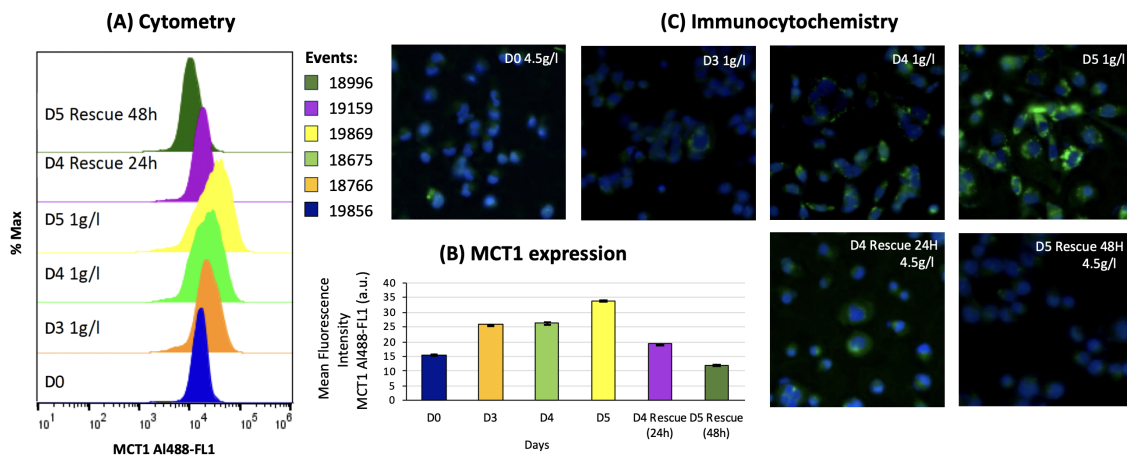 (A) Cytometry
% Max
D5 Rescue 48h
D4 Rescue 24h
D5 1g/l
D4 1g/l
D3 1g/l
D0
10^1 10^2 10^3 10^4 10^5 10^6
MCT1 Al488-FL1
Events:
18996
19159
19869
18675
18766
19856
(B) MCT1 expression
Mean Fluorescence
Intensity
MCT1 Al488-FL1 (a.u.)
40
35
30
25
20
15
10
5
0
D0 D3 D4 D5 D4 Rescue D5 Rescue
(24h) (48h)
Days
(C) Immunocytochemistry
D0 4.5g/l
D3 1g/l
D4 1g/l
D5 1g/l
D4 Rescue 24H
4.5g/l
D5 Rescue 48H
4.5g/l